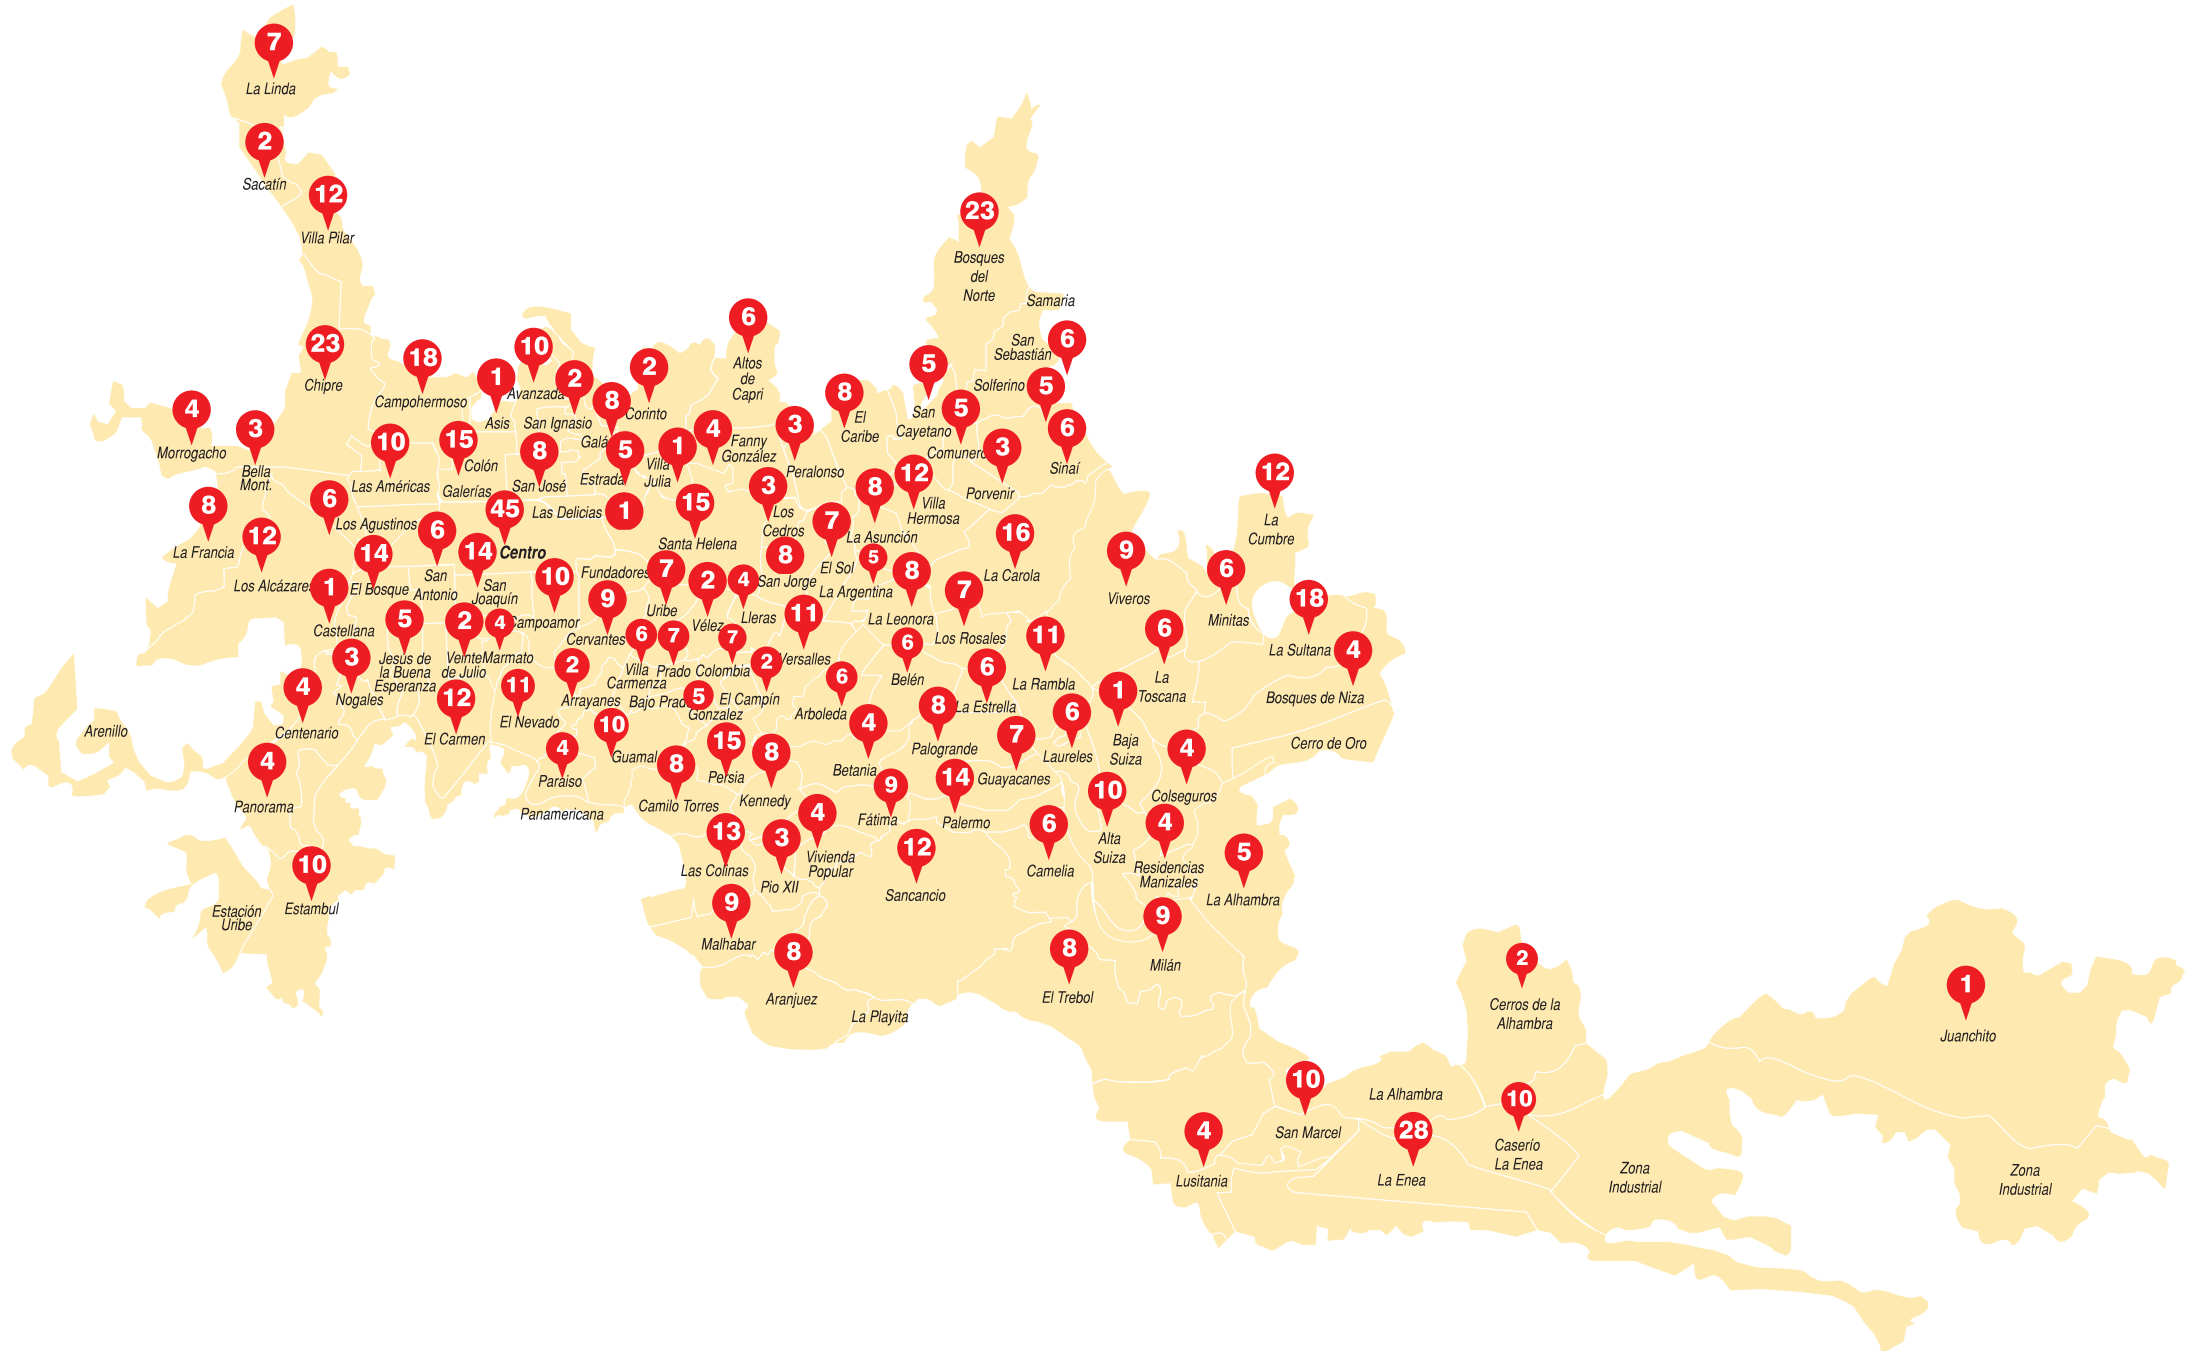 7
La Linda
2
Sacatín
12
Villa Pilar
23
Bosques
del
Norte
Samaria
6
San
Sebastián
6
Altos
de
Capri
23
Chipre
18
Campohermoso
1
Asis
10
Avanzada
2
San Ignasio
8
Galá
2
Corinto
5
San
Cayetano
Solferino
5
8
El
Caribe
5
Comunero
3
Porvenir
6
Sinaí
4
Morrogacho
3
Bella
Mont.
10
Las Américas
15
Colón
Galerías
8
San José
5
Estrada
1
Villa
Julia
4
Fanny
González
3
Peralonso
12
La
Cumbre
8
La Francia
12
Los Alcázares
6
Los Agustinos
14
El Bosque
6
San
Antonio
45
Centro
14
San
Joaquín
Las Delicias
1
15
Santa Helena
3
Los
Cedros
8
San Jorge
7
El Sol
8
La Asunción
12
Villa
Hermosa
5
La Argentina
8
La Leonora
16
La Carola
7
Los Rosales
9
Viveros
6
Minitas
18
La Sultana
4
Bosques de Niza
Cerro de Oro
1
Castellana
5
Jesús de
la Buena
Esperanza
2
Veinte
de Julio
4
Marmato
10
Campoamor
9
Cervantes
Fundadores
7
Uribe
2
Vélez
4
Lleras
11
Versalles
6
Villa
Carmenza
7
Prado
7
Colombia
2
El Campín
Bajo Prado
5
Gonzalez
6
Arboleda
6
Belén
6
La Estrella
11
La Rambla
6
La
Toscana
1
Baja
Suiza
3
Nogales
4
Centenario
12
El Carmen
11
El Nevado
2
Arrayanes
10
Guamal
4
Paraiso
Panamericana
8
Camilo Torres
15
Persia
8
Kennedy
4
Betania
8
Palogrande
7
Guayacanes
6
Laureles
4
Colseguros
Arenillo
4
Panorama
9
Fátima
14
Palermo
10
Alta
Suiza
4
Residencias
Manizales
5
La Alhambra
13
Las Colinas
3
Pio XII
4
Vivienda
Popular
12
Sancancio
6
Camelia
10
Estambul
Estación
Uribe
9
Malhabar
8
Aranjuez
La Playita
8
El Trebol
9
Milán
2
Cerros de la
Alhambra
1
Juanchito
10
San Marcel
La Alhambra
10
Caserío
La Enea
4
Lusitania
28
La Enea
Zona
Industrial
Zona
Industrial